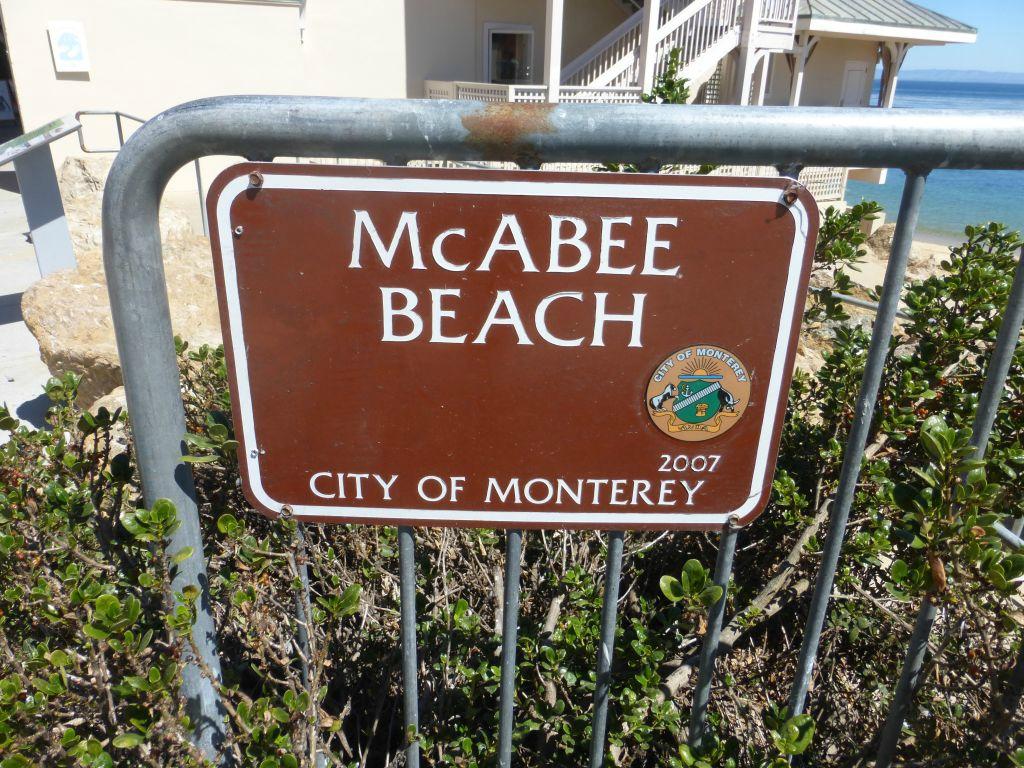 McABEE
BEACH
CITY OF MONTEREY
2007
CITY OF MONTEREY